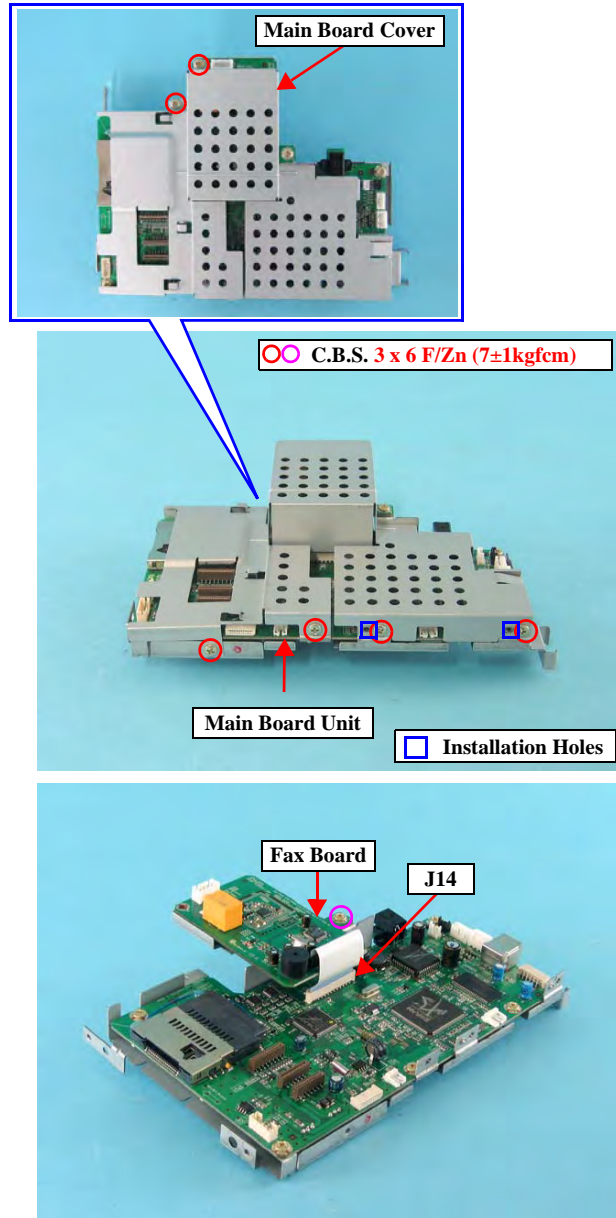 Main Board Cover
C.B.S. 3 x 6 F/Zn (7±1kgfcm)
Main Board Unit
Installation Holes
Fax Board
J14